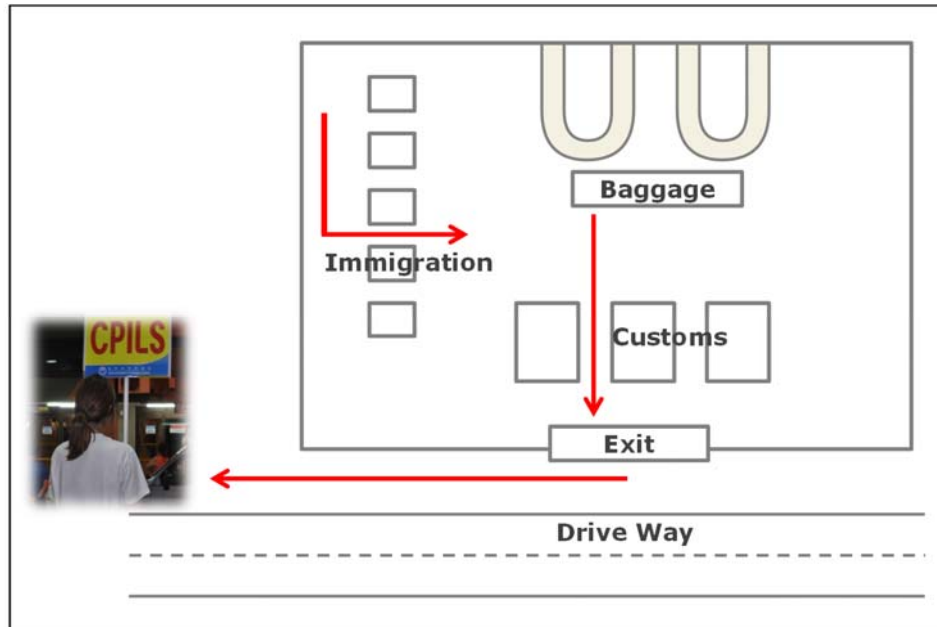 Baggage
Immigration
Customs
CPILS
Exit
Drive Way